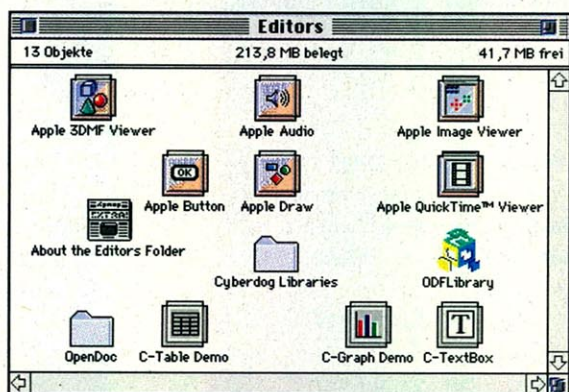 Editors
13 Objekte 213,8 MB belegt 41,7 MB frei
Apple 3DMF Viewer Apple Audio Apple Image Viewer
OK
Apple Button Apple Draw Apple QuickTime™ Viewer
EXTRA
About the Editors Folder
Cyberdog Libraries ODFLibrary
T
OpenDoc C-Table Demo C-Graph Demo C-TextBox